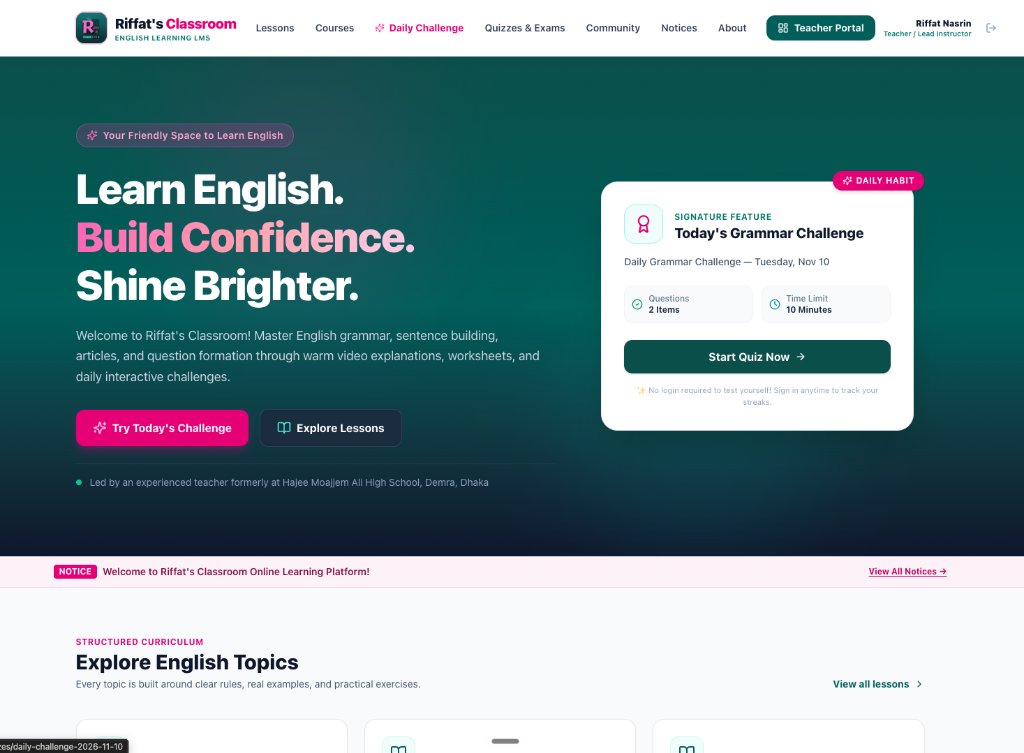 Riffat's Classroom
ENGLISH LEARNING LMS
Lessons
Courses
Daily Challenge
Quizzes & Exams
Community
Notices
About
Teacher Portal
Riffat Nasrin
Teacher / Lead Instructor
Your Friendly Space to Learn English
Learn English.
Build Confidence.
Shine Brighter.
Welcome to Riffat's Classroom! Master English grammar, sentence building,
articles, and question formation through warm video explanations, worksheets, and
daily interactive challenges.
Try Today's Challenge
Explore Lessons
Led by an experienced teacher formerly at Hajee Moajjem Ali High School, Demra, Dhaka
DAILY HABIT
SIGNATURE FEATURE
Today's Grammar Challenge
Daily Grammar Challenge — Tuesday, Nov 10
Questions
2 Items
Time Limit
10 Minutes
Start Quiz Now →
✨ No login required to test yourself! Sign in anytime to track your
streaks.
NOTICE
Welcome to Riffat's Classroom Online Learning Platform!
View All Notices →
STRUCTURED CURRICULUM
Explore English Topics
Every topic is built around clear rules, real examples, and practical exercises.
View all lessons
zes/daily-challenge-2026-11-10